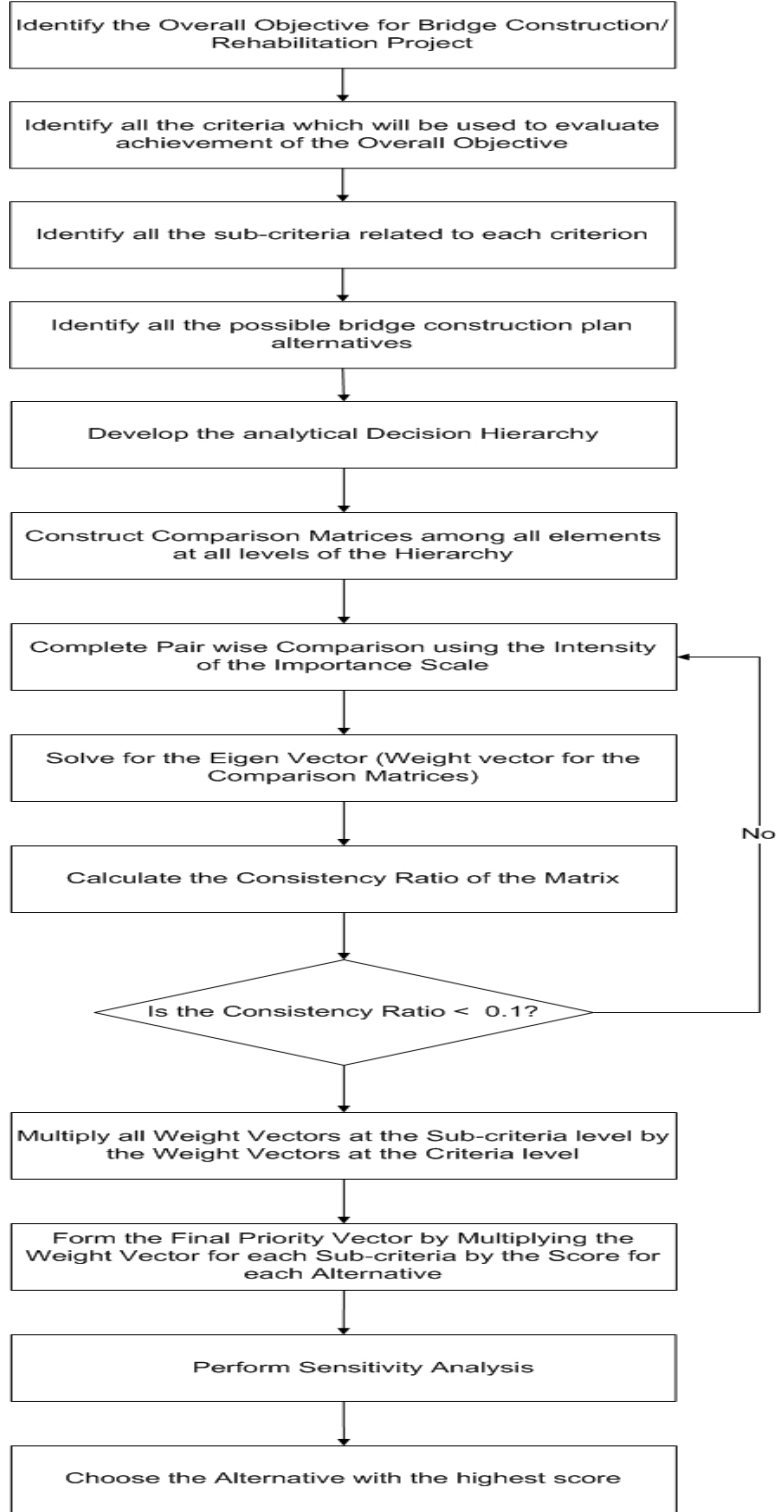 Identify the Overall Objective for Bridge Construction/
Rehabilitation Project
Identify all the criteria which will be used to evaluate
achievement of the Overall Objective
Identify all the sub-criteria related to each criterion
Identify all the possible bridge construction plan
alternatives
Develop the analytical Decision Hierarchy
Construct Comparison Matrices among all elements
at all levels of the Hierarchy
Complete Pair wise Comparison using the Intensity
of the Importance Scale
Solve for the Eigen Vector (Weight vector for the
Comparison Matrices)
No
Calculate the Consistency Ratio of the Matrix
Is the Consistency Ratio < 0.1?
Multiply all Weight Vectors at the Sub-criteria level by
the Weight Vectors at the Criteria level
Form the Final Priority Vector by Multiplying the
Weight Vector for each Sub-criteria by the Score for
each Alternative
Perform Sensitivity Analysis
Choose the Alternative with the highest score